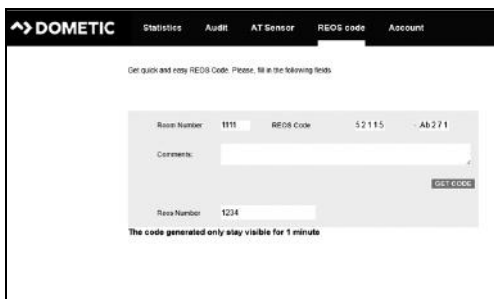 DOMETIC Statistics Audit AT Sensor REOS code Account
Get quick and easy REOS Code. Please, fill in the following fields
Room Number 1111 REOS Code 52115 - Ab271
Comments:
GET CODE
Reos Number 1234
The code generated only stay visible for 1 minute